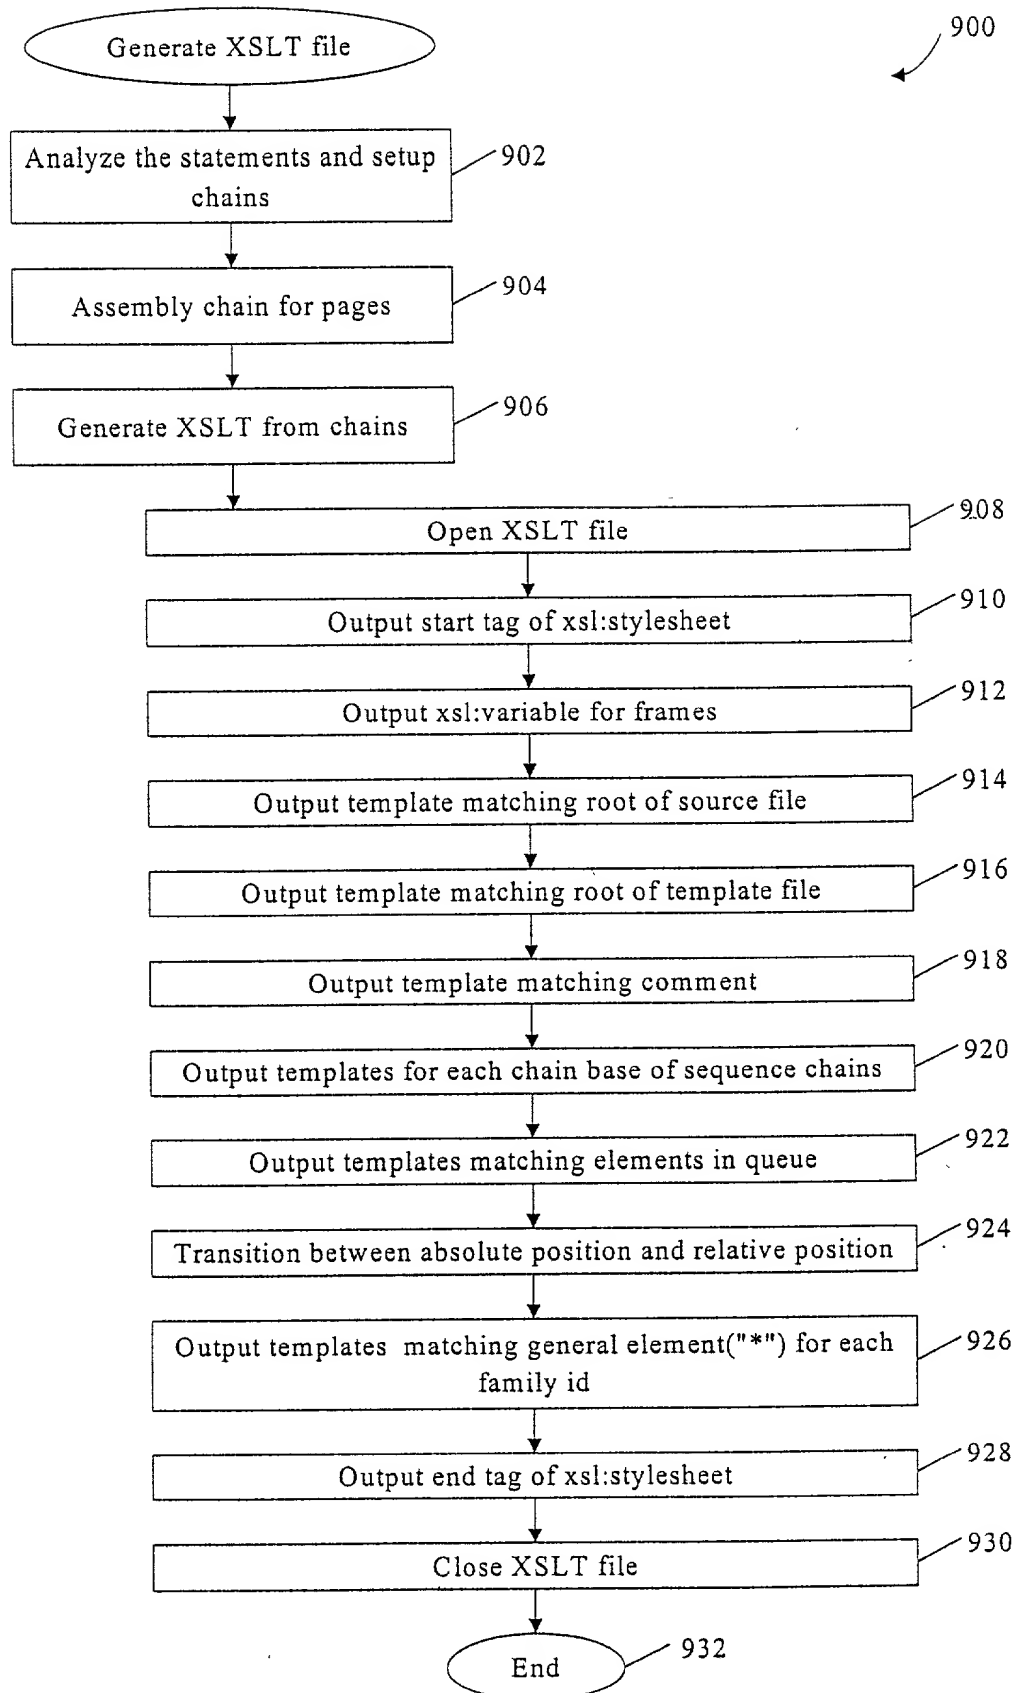 Generate XSLT file
900
Analyze the statements and setup
chains
902
Assembly chain for pages
904
Generate XSLT from chains
906
Open XSLT file
908
Output start tag of xsl:stylesheet
910
Output xsl:variable for frames
912
Output template matching root of source file
914
Output template matching root of template file
916
Output template matching comment
918
Output templates for each chain base of sequence chains
920
Output templates matching elements in queue
922
Transition between absolute position and relative position
924
Output templates matching general element("*") for each
family id
926
Output end tag of xsl:stylesheet
928
Close XSLT file
930
End
932